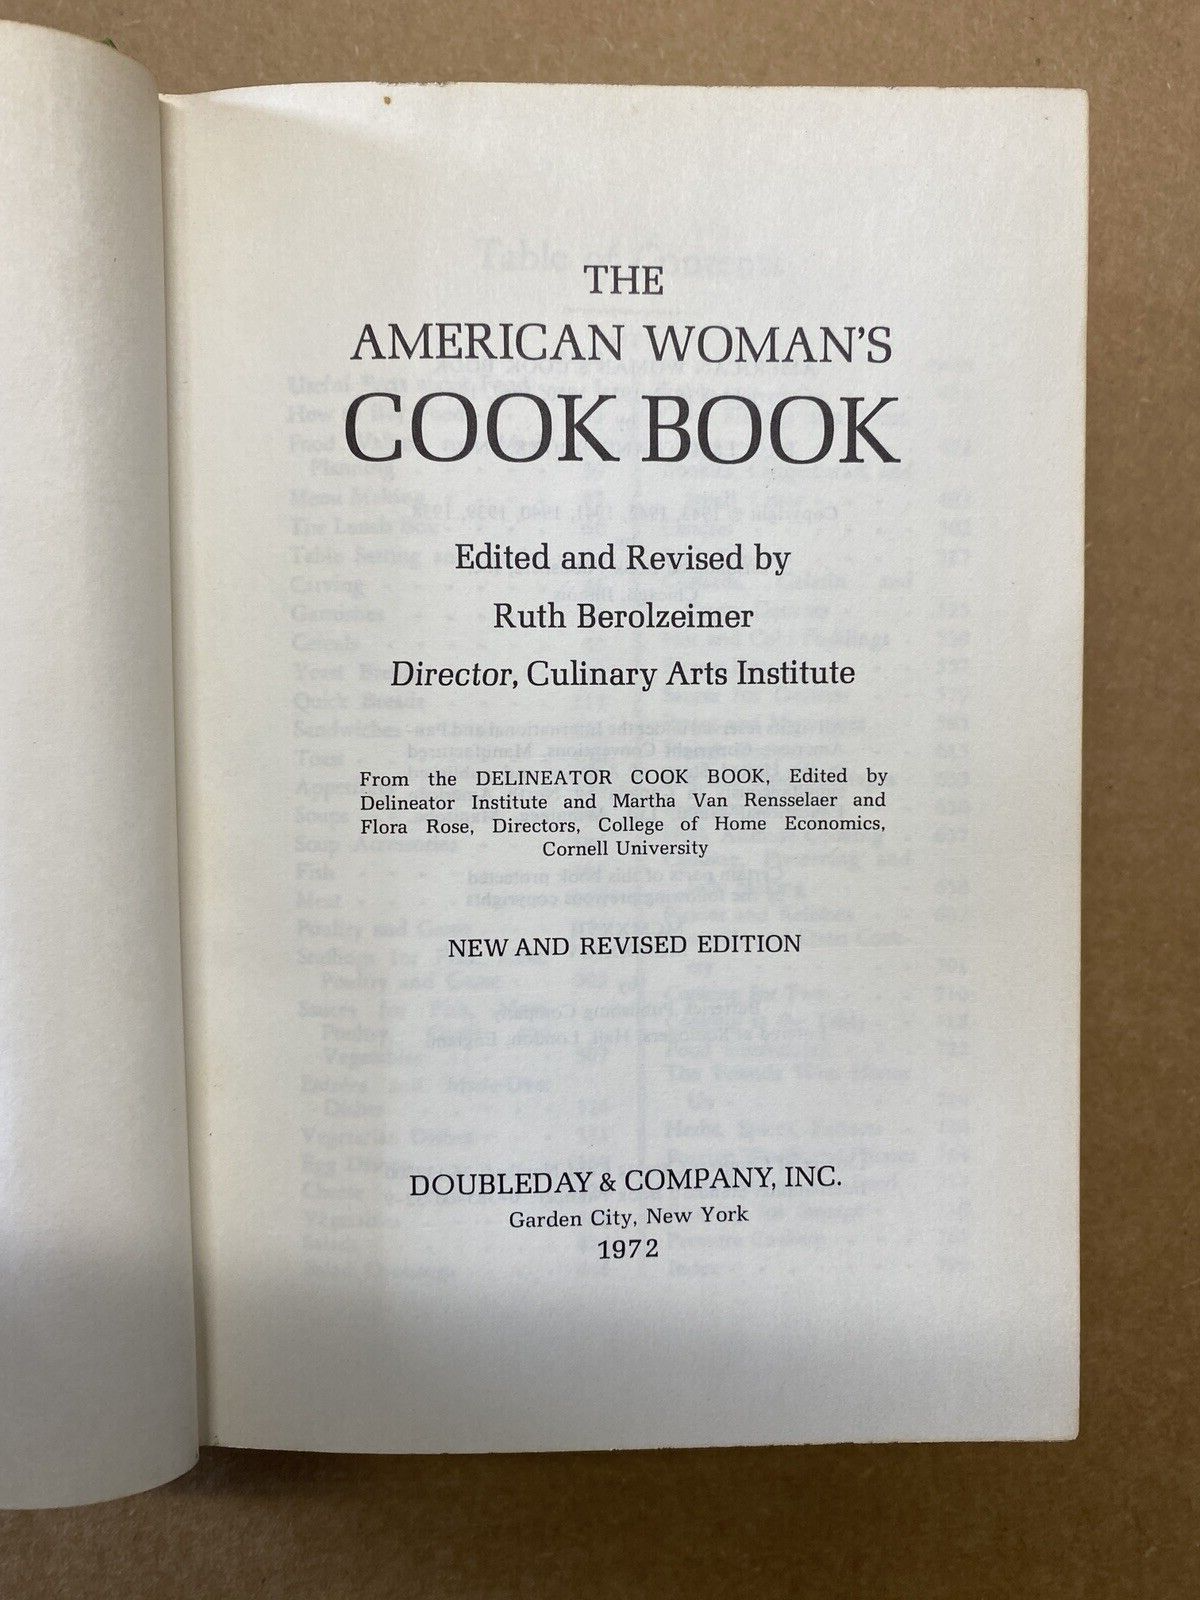 THE
AMERICAN WOMAN'S
COOK BOOK
Edited and Revised by
Ruth Berolzeimer
Director, Culinary Arts Institute
From the DELINEATOR COOK BOOK, Edited by
Delineator Institute and Martha Van Rensselaer and
Flora Rose, Directors, College of Home Economics,
Cornell University
NEW AND REVISED EDITION
DOUBLEDAY & COMPANY, INC.
Garden City, New York
1972